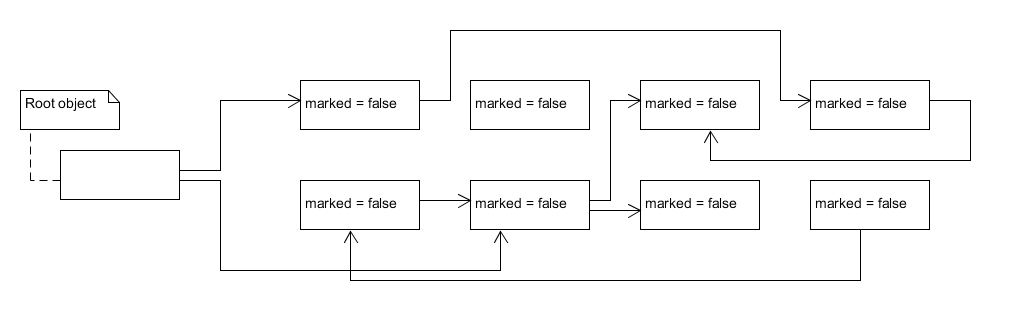 Root object
marked = false
marked = false
marked = false
marked = false
marked = false
marked = false
marked = false
marked = false